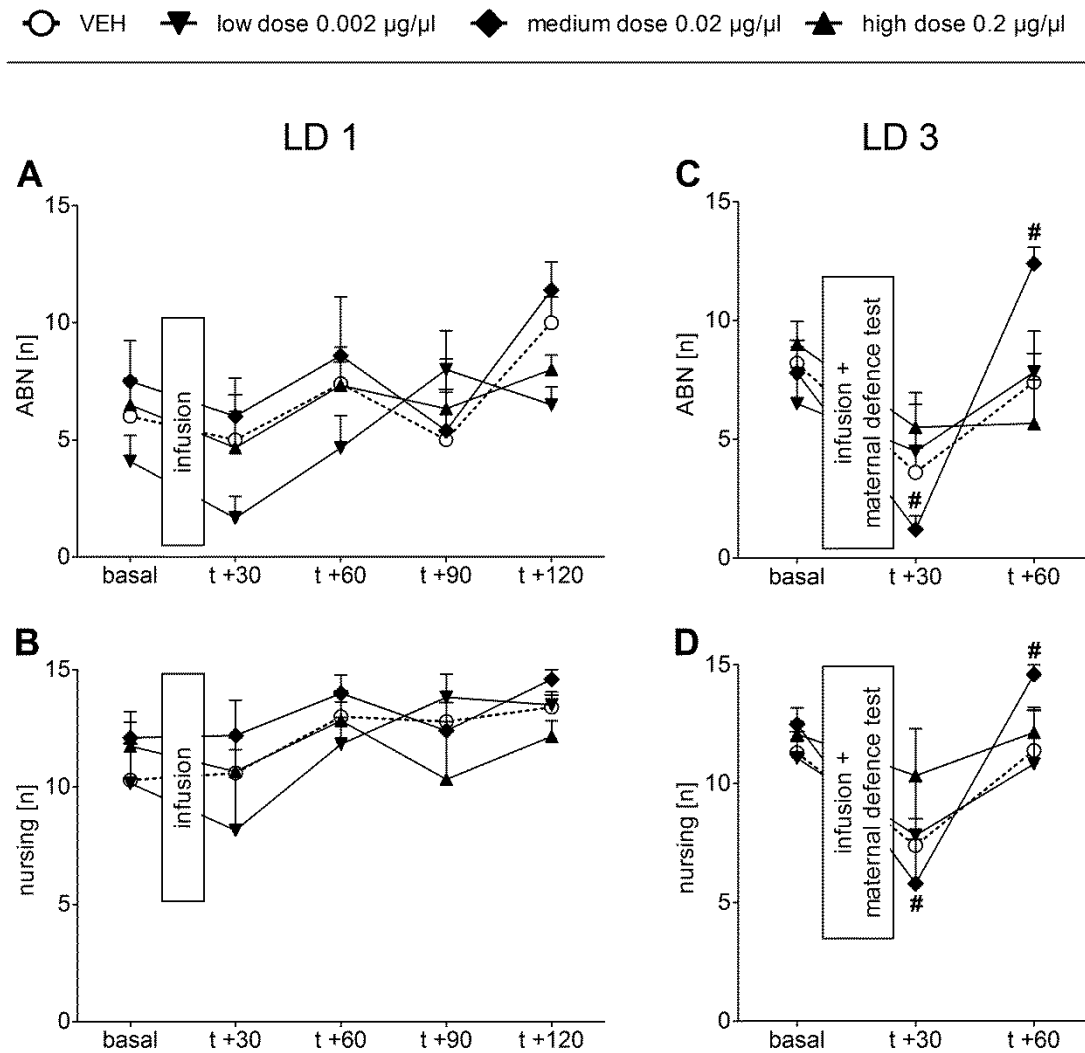 VEH low dose 0.002 µg/µl medium dose 0.02 µg/µl high dose 0.2 µg/µl
LD 1
LD 3
A
15
10
5
0
ABN [n]
infusion
basal t +30 t +60 t +90 t +120
C
15
10
5
0
ABN [n]
infusion +
maternal defence test
#
#
basal t +30 t +60
B
15
10
5
0
nursing [n]
infusion
basal t +30 t +60 t +90 t +120
D
15
10
5
0
nursing [n]
infusion +
maternal defence test
#
#
basal t +30 t +60